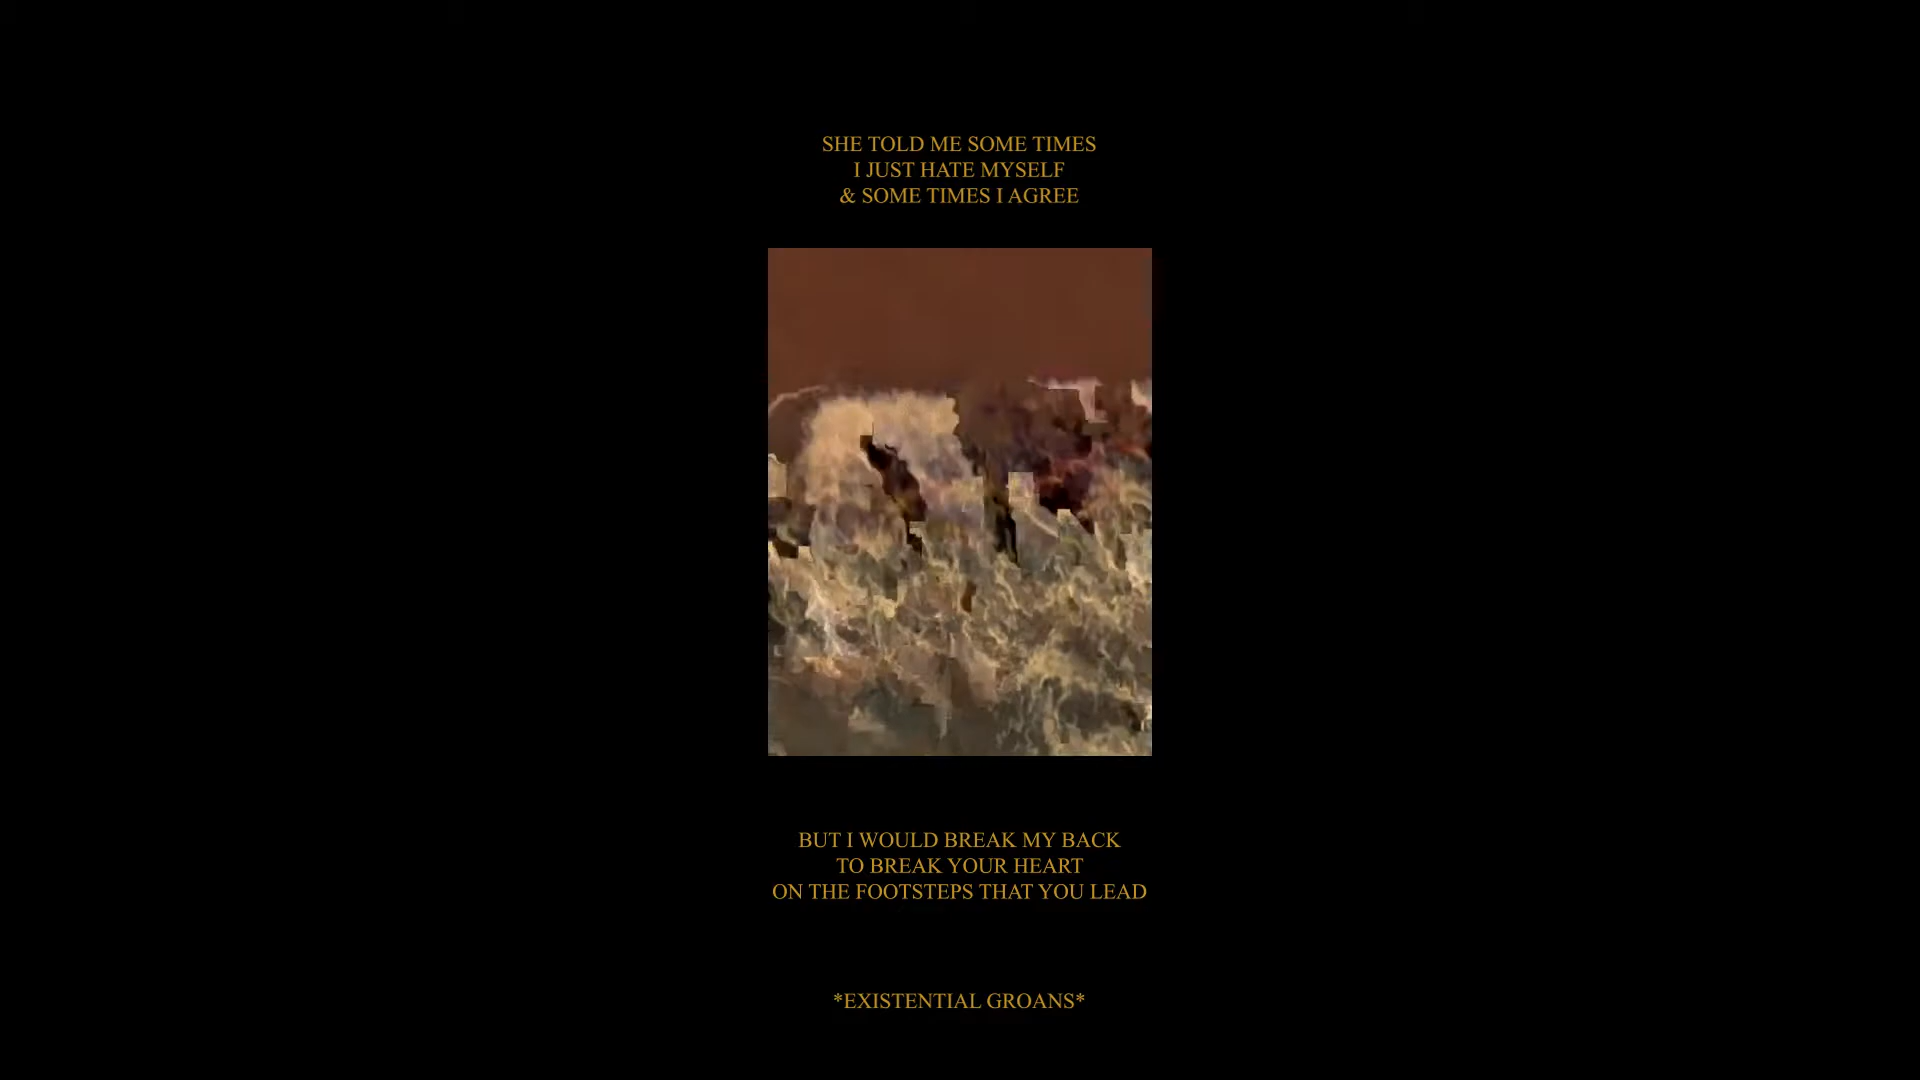 SHE TOLD ME SOME TIMES
I JUST HATE MYSELF
& SOME TIMES I AGREE
BUT I WOULD BREAK MY BACK
TO BREAK YOUR HEART
ON THE FOOTSTEPS THAT YOU LEAD
*EXISTENTIAL GROANS*